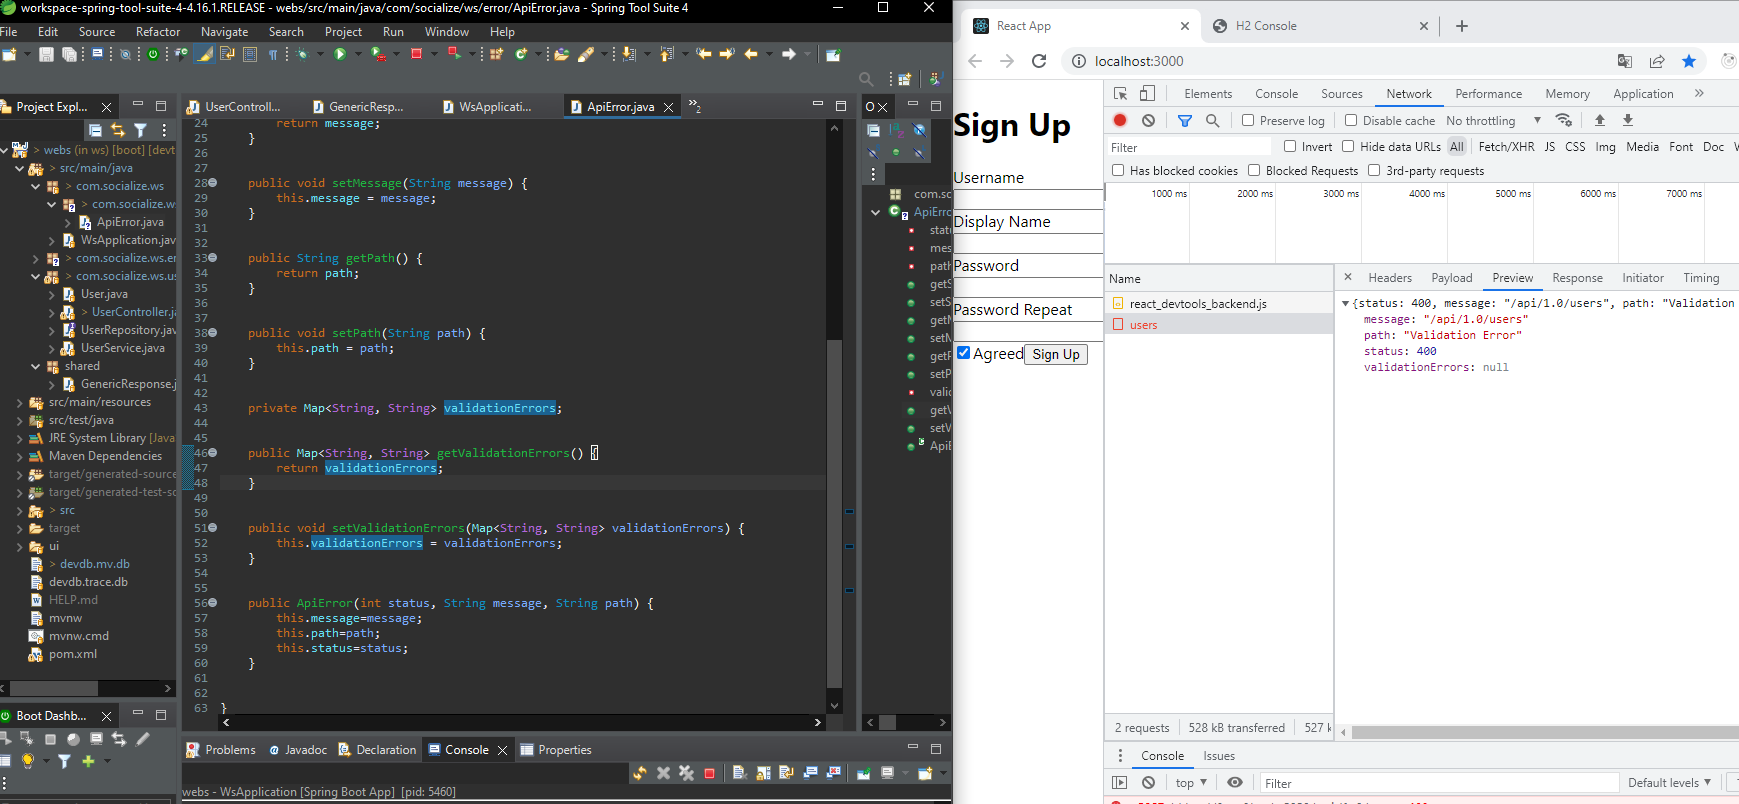 workspace-spring-tool-suite-4-4.16.1.RELEASE - webs/src/main/java/com/socialize/ws/error/ApiError.java - Spring Tool Suite 4
File Edit Source Refactor Navigate Search Project Run Window Help
Project Expl...
webs (in ws) [boot] [devt
> src/main/java
> com.socialize.ws
> com.socialize.ws
ApiError.java
WsApplication.jav
> com.socialize.ws.er
> com.socialize.ws.us
User.java
> UserController.j
UserRepository.jav
UserService.java
shared
GenericResponse.j
src/main/resources
src/test/java
JRE System Library [Java
Maven Dependencies
target/generated-source
target/generated-test-so
> src
target
ui
> devdb.mv.db
devdb.trace.db
HELP.md
mvnw
mvnw.cmd
pom.xml
Boot Dashb...
UserControll... GenericResp... WsApplicati... ApiError.java »2
24 return message;
25 }
26
27
28 public void setMessage(String message) {
29 this.message = message;
30 }
31
32
33 public String getPath() {
34 return path;
35 }
36
37
38 public void setPath(String path) {
39 this.path = path;
40 }
41
42
43 private Map<String, String> validationErrors;
44
45
46 public Map<String, String> getValidationErrors() {
47 return validationErrors;
48 }
49
50
51 public void setValidationErrors(Map<String, String> validationErrors) {
52 this.validationErrors = validationErrors;
53 }
54
55
56 public ApiError(int status, String message, String path) {
57 this.message=message;
58 this.path=path;
59 this.status=status;
60 }
61
62
63 }
O
com.sc
ApiErro
statu
mes
path
getS
setS
getM
setM
getP
setP
valid
getV
setV
ApiE
Problems Javadoc Declaration Console Properties
webs - WsApplication [Spring Boot App] [pid: 5460]
React App H2 Console
localhost:3000
Sign Up
Username
Display Name
Password
Password Repeat
Agreed Sign Up
Elements Console Sources Network Performance Memory Application »
Preserve log Disable cache No throttling
Filter Invert Hide data URLs All Fetch/XHR JS CSS Img Media Font Doc W
Has blocked cookies Blocked Requests 3rd-party requests
1000 ms 2000 ms 3000 ms 4000 ms 5000 ms 6000 ms 7000 ms
Name
react_devtools_backend.js
users
Headers Payload Preview Response Initiator Timing
{status: 400, message: "/api/1.0/users", path: "Validation
message: "/api/1.0/users"
path: "Validation Error"
status: 400
validationErrors: null
2 requests 528 kB transferred 527 k
Console Issues
top Filter Default levels